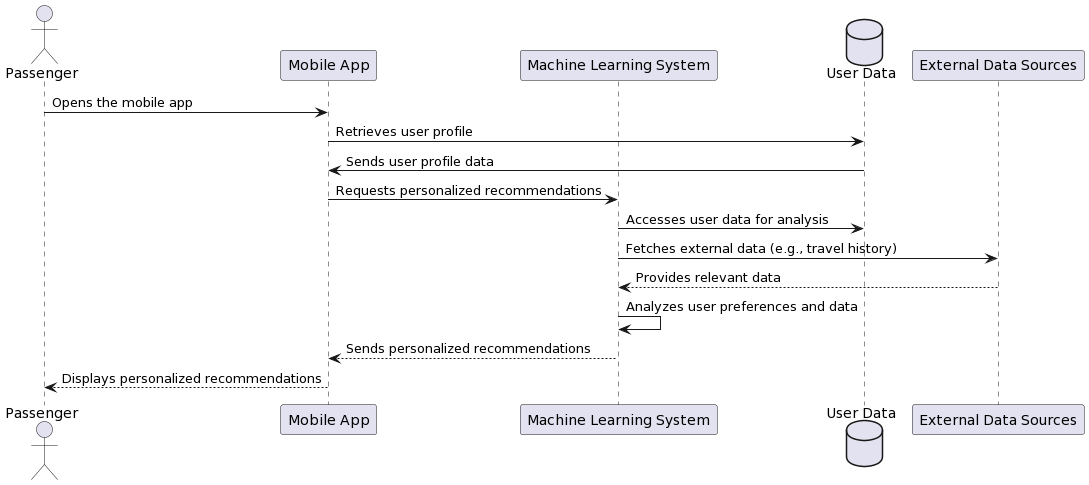 Passenger
Mobile App
Machine Learning System
User Data
External Data Sources
Opens the mobile app
Retrieves user profile
Sends user profile data
Requests personalized recommendations
Accesses user data for analysis
Fetches external data (e.g., travel history)
Provides relevant data
Analyzes user preferences and data
Sends personalized recommendations
Displays personalized recommendations
Passenger
Mobile App
Machine Learning System
User Data
External Data Sources